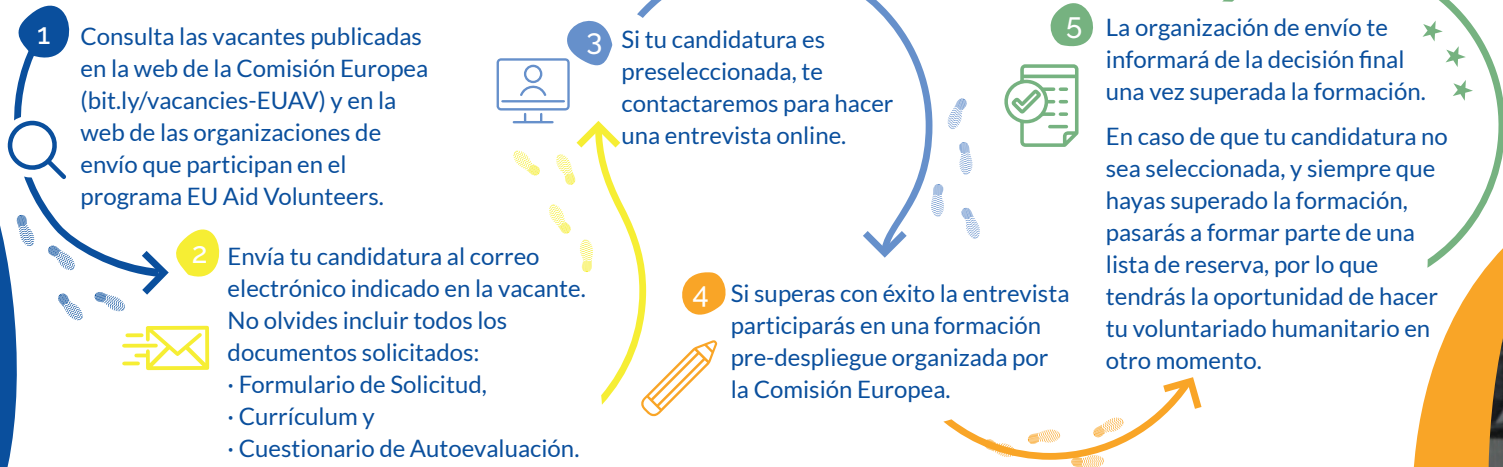 1
Consulta las vacantes publicadas
en la web de la Comisión Europea
(bit.ly/vacancies-EUAV) y en la
web de las organizaciones de
envío que participan en el
programa EU Aid Volunteers.
2
Envía tu candidatura al correo
electrónico indicado en la vacante.
No olvides incluir todos los
documentos solicitados:
· Formulario de Solicitud,
· Currículum y
· Cuestionario de Autoevaluación.
3
Si tu candidatura es
preseleccionada, te
contactaremos para hacer
una entrevista online.
4
Si superas con éxito la entrevista
participarás en una formación
pre-despliegue organizada por
la Comisión Europea.
5
La organización de envío te
informará de la decisión final
una vez superada la formación.
En caso de que tu candidatura no
sea seleccionada, y siempre que
hayas superado la formación,
pasarás a formar parte de una
lista de reserva, por lo que
tendrás la oportunidad de hacer
tu voluntariado humanitario en
otro momento.